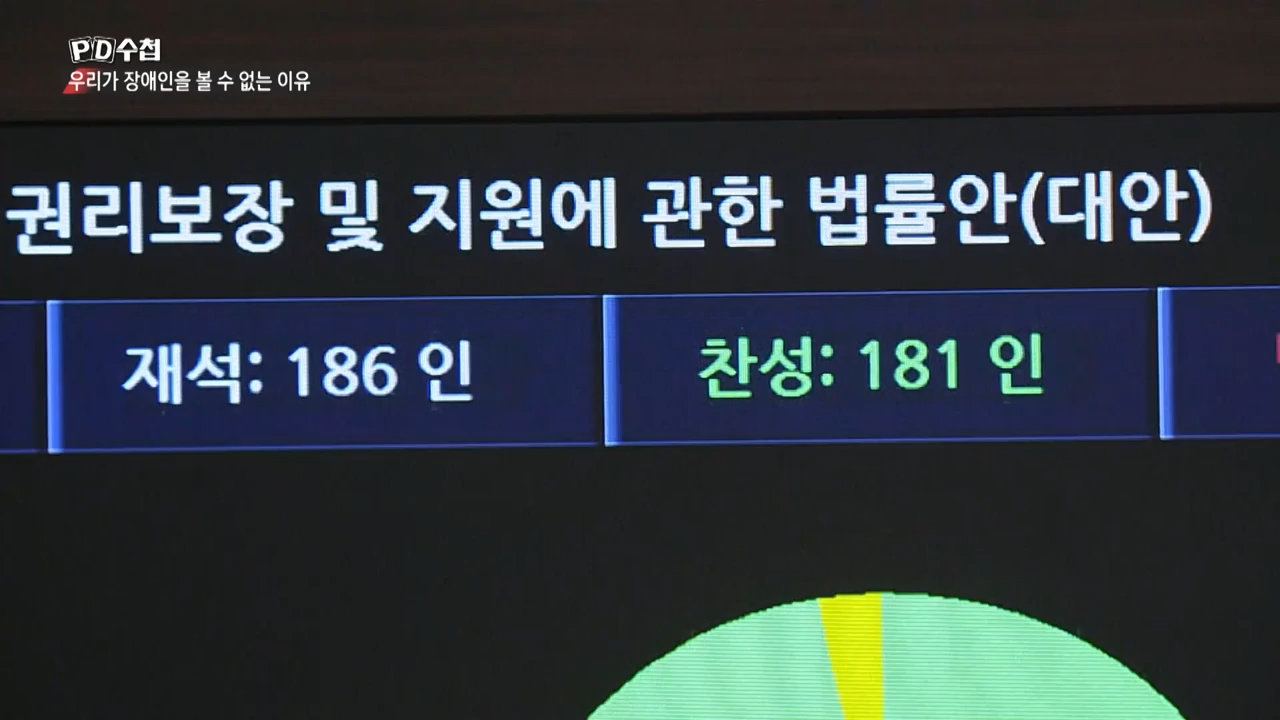 PD수첩
우리가 장애인을 볼 수 없는 이유
권리보장 및 지원에 관한 법률안(대안)
재석: 186 인
찬성: 181 인